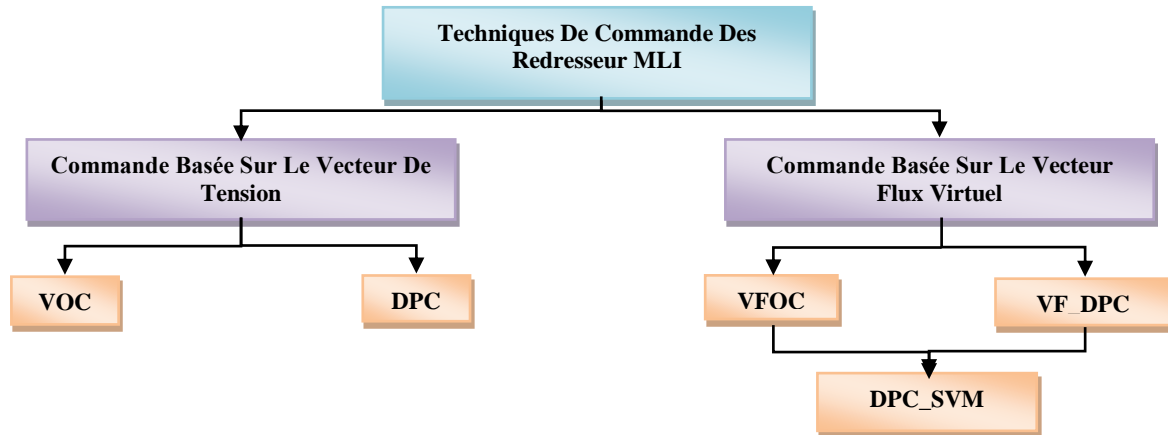 Techniques De Commande Des
Redresseur MLI
Commande Basée Sur Le Vecteur De
Tension
Commande Basée Sur Le Vecteur
Flux Virtuel
VOC
DPC
VFOC
VF_DPC
DPC_SVM